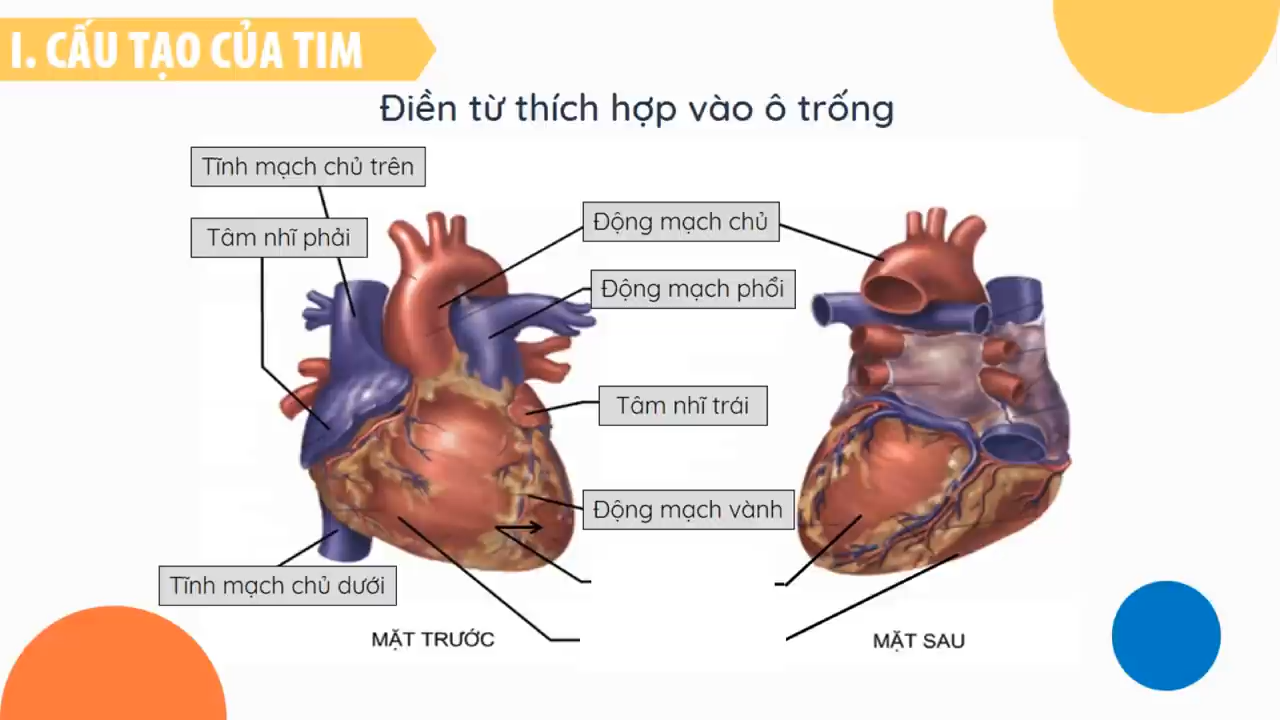 I. CẤU TẠO CỦA TIM
Điền từ thích hợp vào ô trống
Tĩnh mạch chủ trên
Tâm nhĩ phải
Động mạch chủ
Động mạch phổi
Tâm nhĩ trái
Động mạch vành
Tĩnh mạch chủ dưới
MẶT TRƯỚC
MẶT SAU